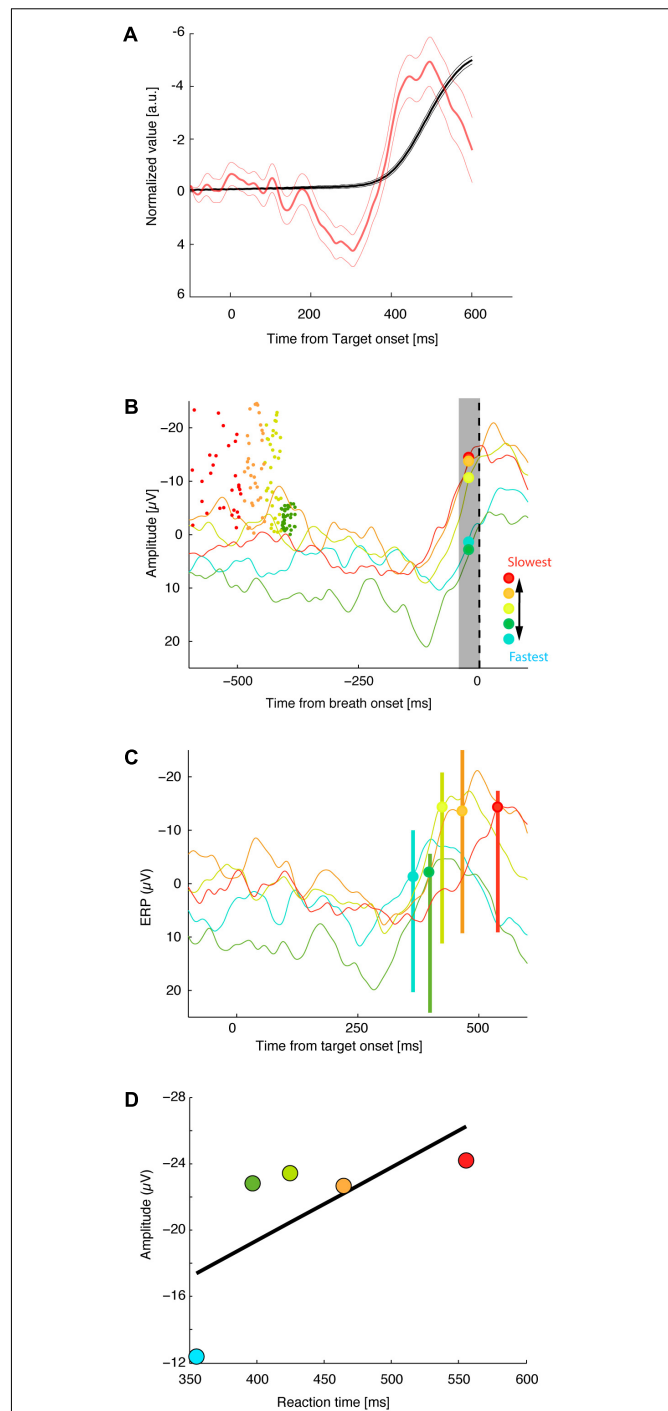 A
-6
-4
-2
0
4
6
Normalized value [a.u.]
0 200 400 600
Time from Target onset [ms]
B
−20
−10
0
10
20
Amplitude [µV]
Slowest
Fastest
−500 −250 0
Time from breath onset [ms]
C
−20
−10
0
10
20
ERP (µV)
0 250 500
Time from target onset [ms]
D
−28
−24
−20
−16
−12
Amplitude (µV)
350 400 450 500 550 600
Reaction time [ms]